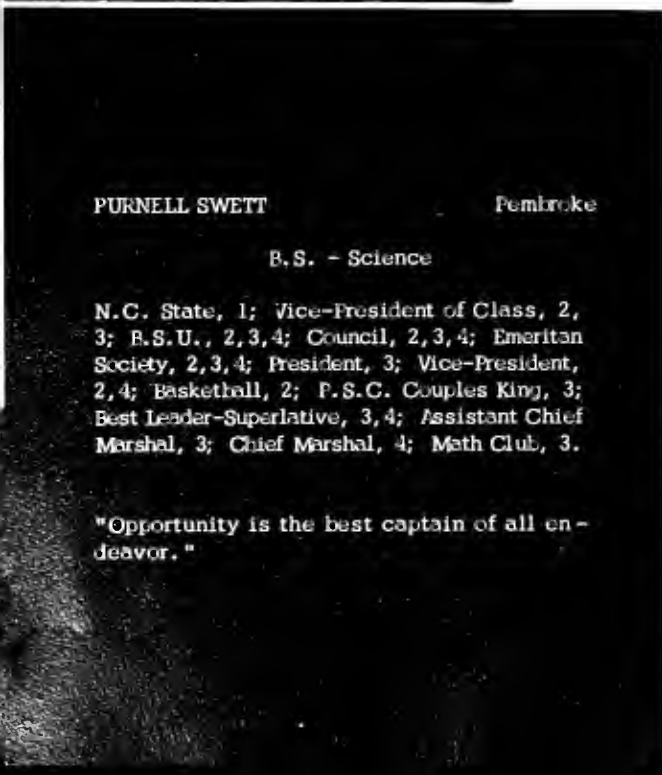 PURNELL SWETT Pembroke
B.S. - Science
N.C. State, 1; Vice-President of Class, 2,
3; B.S.U., 2,3,4; Council, 2,3,4; Emeritan
Society, 2,3,4; President, 3; Vice-President,
2,4; Basketball, 2; P.S.C. Couples King, 3;
Best Leader-Superlative, 3,4; Assistant Chief
Marshal, 3; Chief Marshal, 4; Math Club, 3.
"Opportunity is the best captain of all en-
deavor."